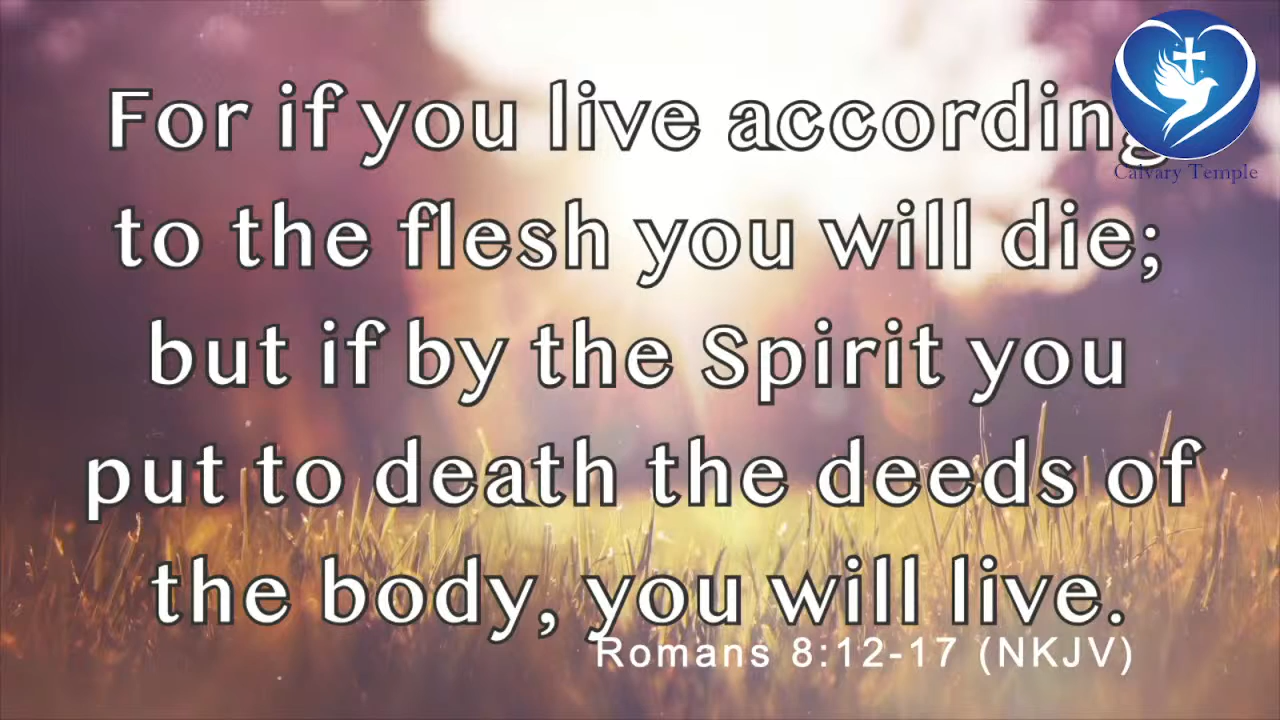 For if you live according
Calvary Temple
to the flesh you will die;
but if by the Spirit you
put to death the deeds of
the body, you will live.
Romans 8:12-17 (NKJV)